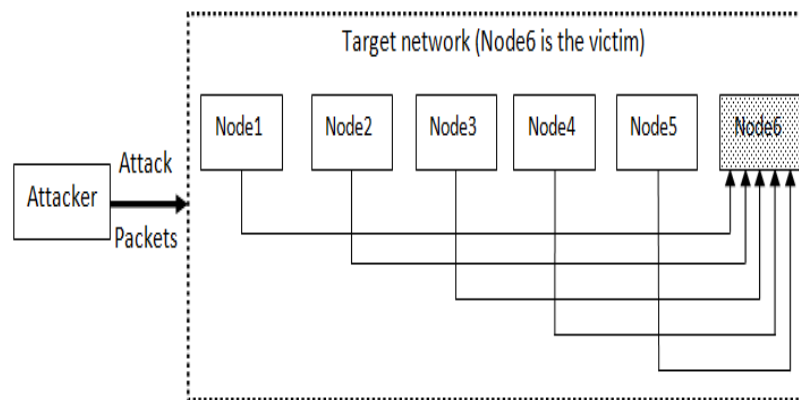 Target network (Node6 is the victim)
Node1 Node2 Node3 Node4 Node5 Node6
Attack
Attacker
Packets